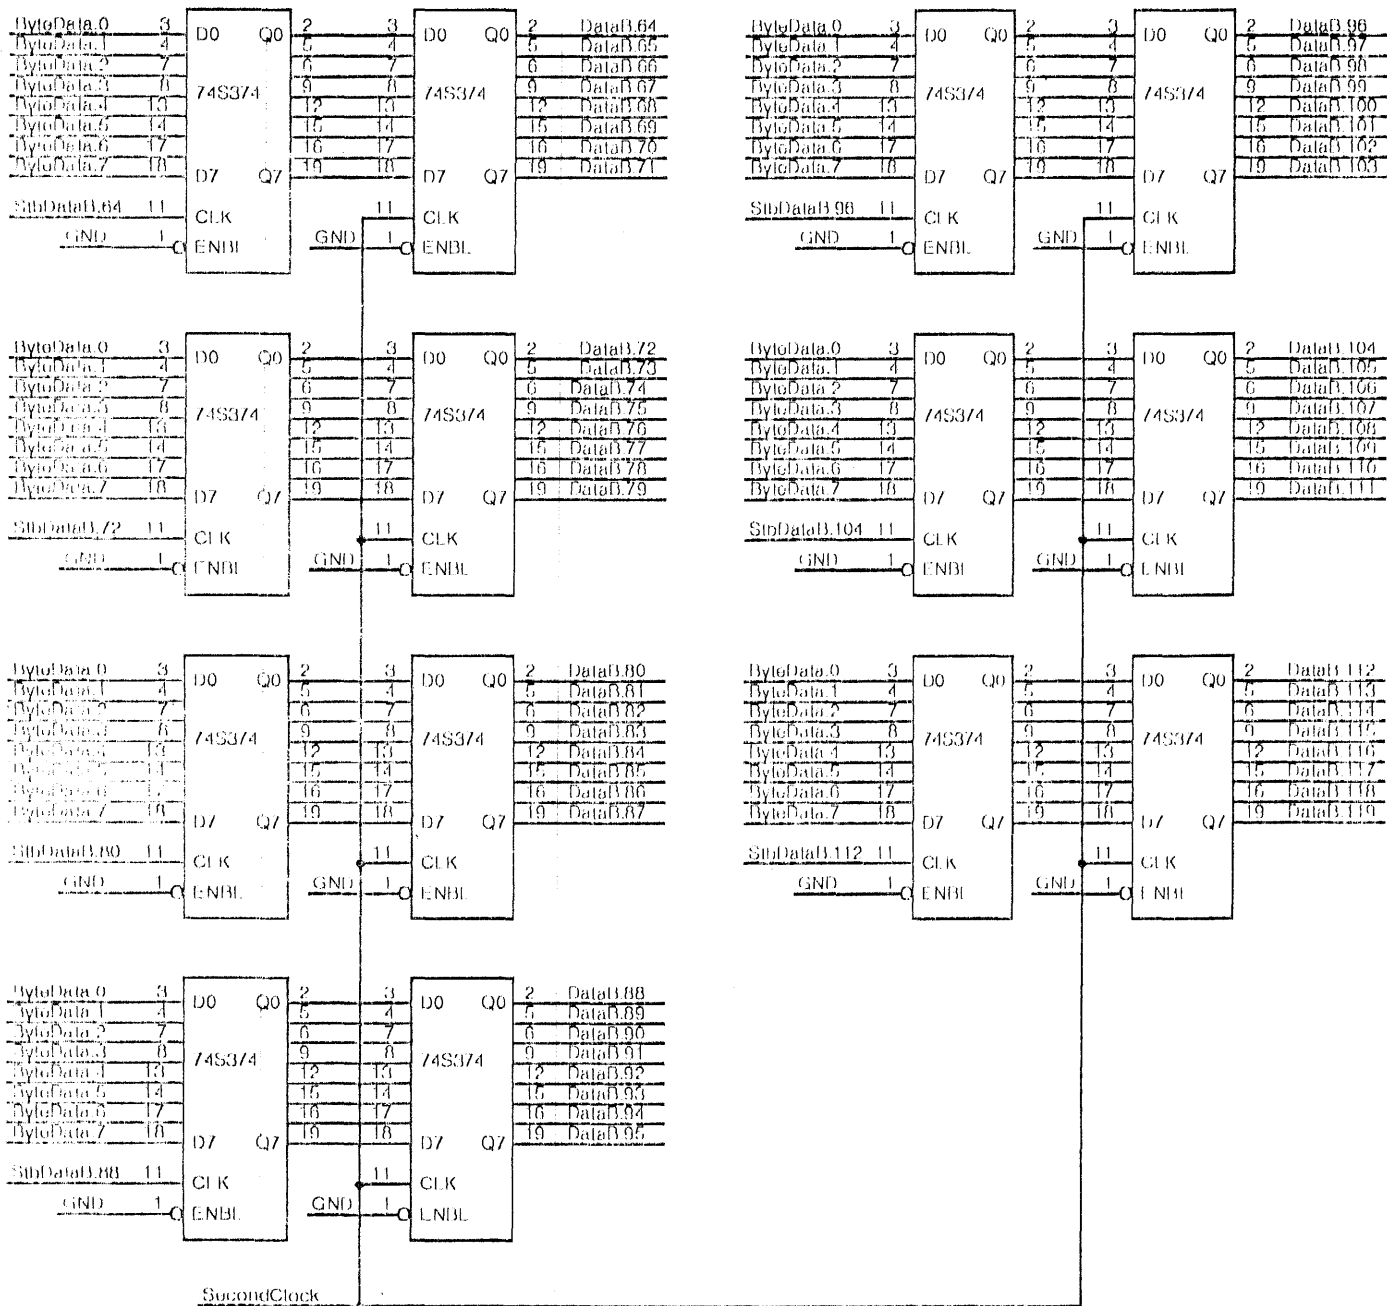 ByteData.0 3 D0 Q0 2 3 D0 Q0 2 DataB.64
ByteData.1 4 5 4 5 DataB.65
ByteData.2 7 6 7 6 DataB.66
ByteData.3 8 74S374 9 8 74S374 9 DataB.67
ByteData.4 13 12 13 12 DataB.68
ByteData.5 14 15 14 15 DataB.69
ByteData.6 17 16 17 16 DataB.70
ByteData.7 18 D7 Q7 19 18 D7 Q7 19 DataB.71
StbDataB.64 11 CLK 11 CLK
GND 1 ENBL GND 1 ENBL
ByteData.0 3 D0 Q0 2 3 D0 Q0 2 DataB.96
ByteData.1 4 5 4 5 DataB.97
ByteData.2 7 6 7 6 DataB.98
ByteData.3 8 74S374 9 8 74S374 9 DataB.99
ByteData.4 13 12 13 12 DataB.100
ByteData.5 14 15 14 15 DataB.101
ByteData.6 17 16 17 16 DataB.102
ByteData.7 18 D7 Q7 19 18 D7 Q7 19 DataB.103
StbDataB.96 11 CLK 11 CLK
GND 1 ENBL GND 1 ENBL
ByteData.0 3 D0 Q0 2 3 D0 Q0 2 DataB.72
ByteData.1 4 5 4 5 DataB.73
ByteData.2 7 6 7 6 DataB.74
ByteData.3 8 74S374 9 8 74S374 9 DataB.75
ByteData.4 13 12 13 12 DataB.76
ByteData.5 14 15 14 15 DataB.77
ByteData.6 17 16 17 16 DataB.78
ByteData.7 18 D7 Q7 19 18 D7 Q7 19 DataB.79
StbDataB.72 11 CLK 11 CLK
GND 1 ENBL GND 1 ENBL
ByteData.0 3 D0 Q0 2 3 D0 Q0 2 DataB.104
ByteData.1 4 5 4 5 DataB.105
ByteData.2 7 6 7 6 DataB.106
ByteData.3 8 74S374 9 8 74S374 9 DataB.107
ByteData.4 13 12 13 12 DataB.108
ByteData.5 14 15 14 15 DataB.109
ByteData.6 17 16 17 16 DataB.110
ByteData.7 18 D7 Q7 19 18 D7 Q7 19 DataB.111
StbDataB.104 11 CLK 11 CLK
GND 1 ENBL GND 1 ENBL
ByteData.0 3 D0 Q0 2 3 D0 Q0 2 DataB.80
ByteData.1 4 5 4 5 DataB.81
ByteData.2 7 6 7 6 DataB.82
ByteData.3 8 74S374 9 8 74S374 9 DataB.83
ByteData.4 13 12 13 12 DataB.84
ByteData.5 14 15 14 15 DataB.85
ByteData.6 17 16 17 16 DataB.86
ByteData.7 18 D7 Q7 19 18 D7 Q7 19 DataB.87
StbDataB.80 11 CLK 11 CLK
GND 1 ENBL GND 1 ENBL
ByteData.0 3 D0 Q0 2 3 D0 Q0 2 DataB.112
ByteData.1 4 5 4 5 DataB.113
ByteData.2 7 6 7 6 DataB.114
ByteData.3 8 74S374 9 8 74S374 9 DataB.115
ByteData.4 13 12 13 12 DataB.116
ByteData.5 14 15 14 15 DataB.117
ByteData.6 17 16 17 16 DataB.118
ByteData.7 18 D7 Q7 19 18 D7 Q7 19 DataB.119
StbDataB.112 11 CLK 11 CLK
GND 1 ENBL GND 1 ENBL
ByteData.0 3 D0 Q0 2 3 D0 Q0 2 DataB.88
ByteData.1 4 5 4 5 DataB.89
ByteData.2 7 6 7 6 DataB.90
ByteData.3 8 74S374 9 8 74S374 9 DataB.91
ByteData.4 13 12 13 12 DataB.92
ByteData.5 14 15 14 15 DataB.93
ByteData.6 17 16 17 16 DataB.94
ByteData.7 18 D7 Q7 19 18 D7 Q7 19 DataB.95
StbDataB.88 11 CLK 11 CLK
GND 1 ENBL GND 1 ENBL
SecondClock